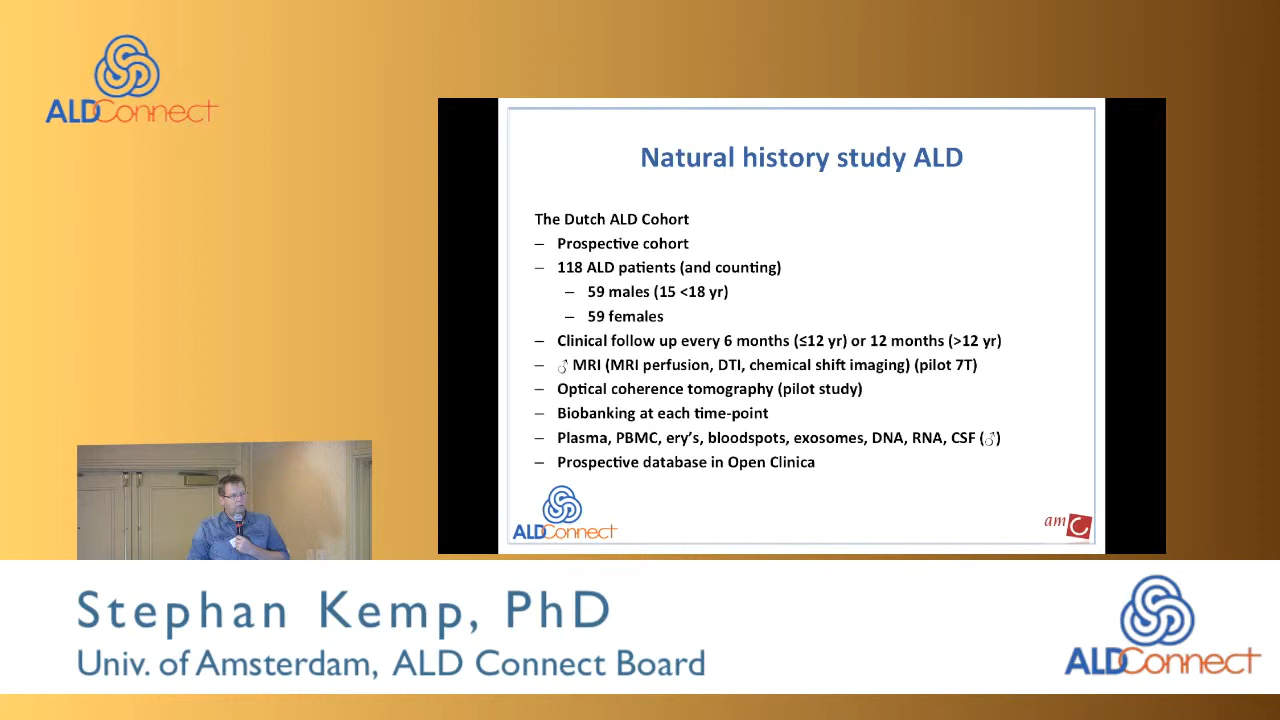 ALDConnect
Natural history study ALD
The Dutch ALD Cohort
– Prospective cohort
– 118 ALD patients (and counting)
– 59 males (15 <18 yr)
– 59 females
– Clinical follow up every 6 months (≤12 yr) or 12 months (>12 yr)
– ♂ MRI (MRI perfusion, DTI, chemical shift imaging) (pilot 7T)
– Optical coherence tomography (pilot study)
– Biobanking at each time-point
– Plasma, PBMC, ery's, bloodspots, exosomes, DNA, RNA, CSF (♂)
– Prospective database in Open Clinica
ALDConnect
amC
Stephan Kemp, PhD
Univ. of Amsterdam, ALD Connect Board
ALDConnect